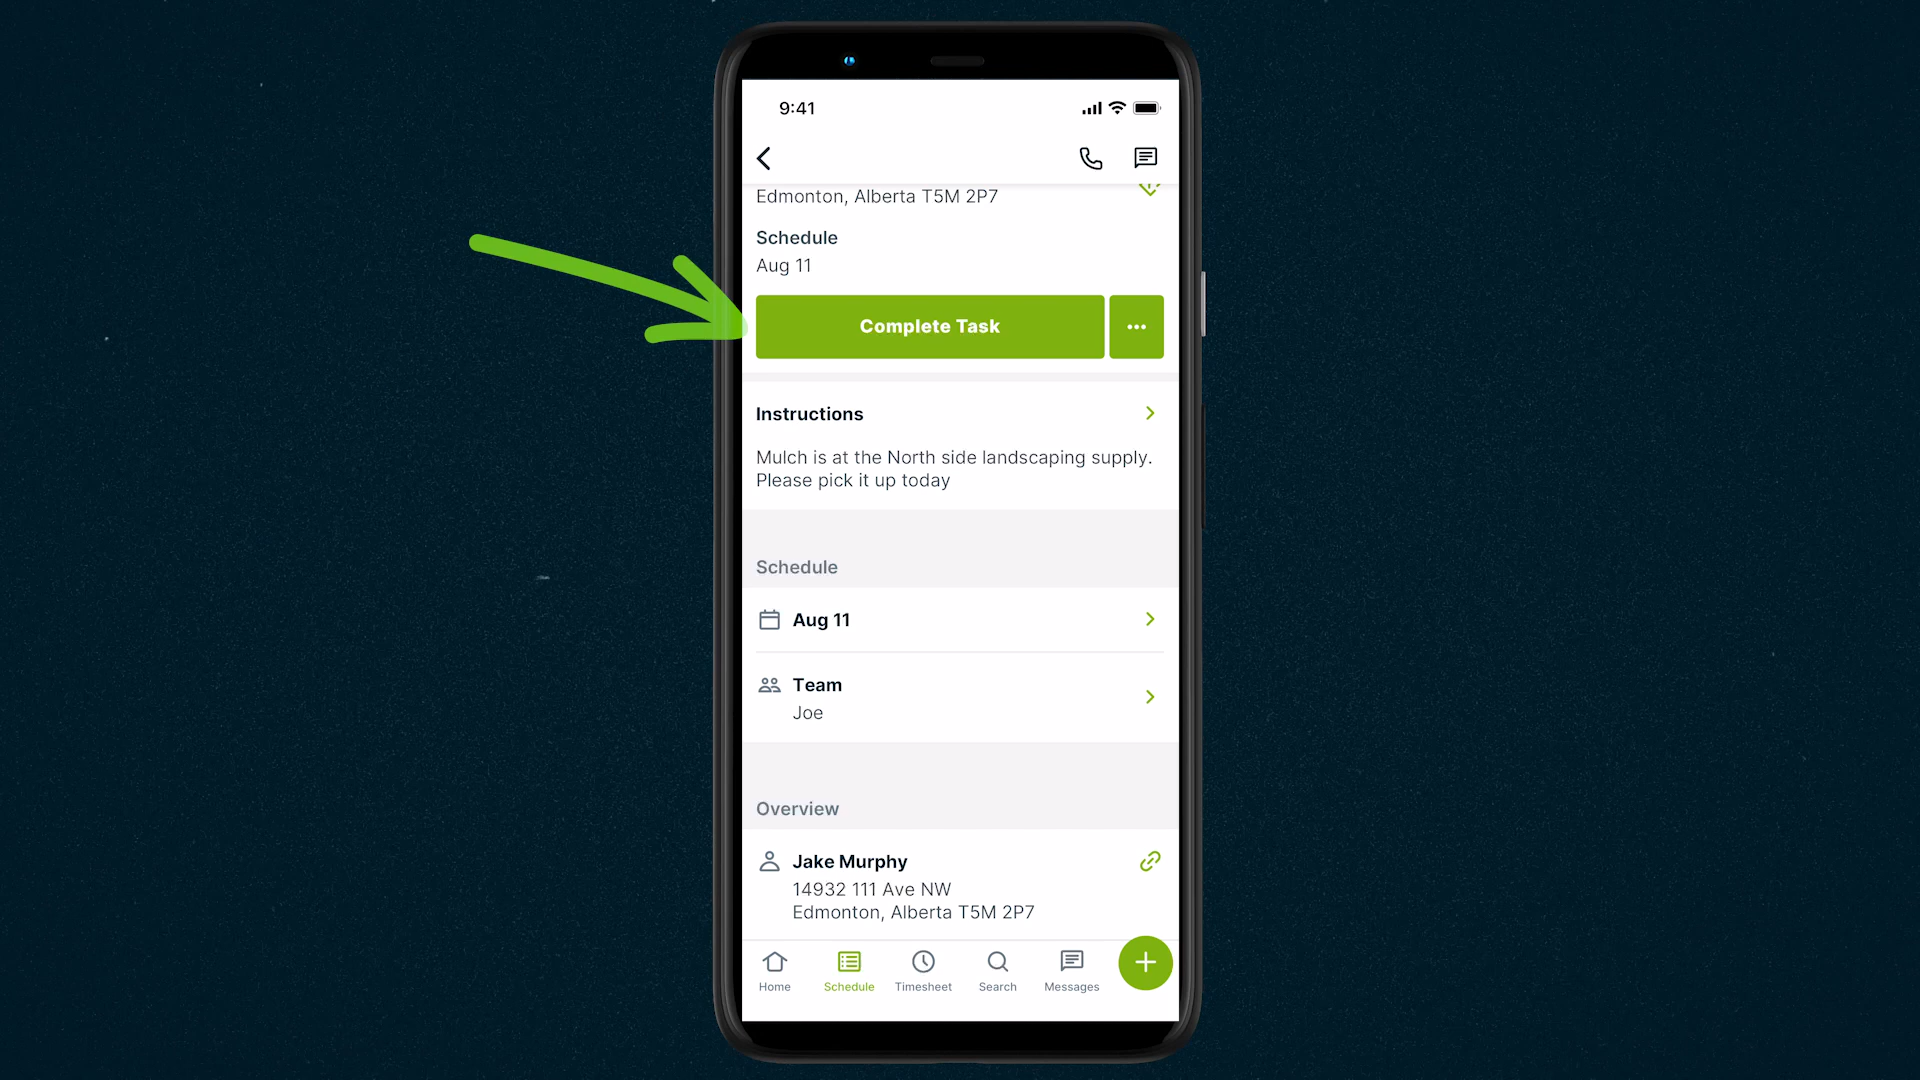 9:41
Edmonton, Alberta T5M 2P7
Schedule
Aug 11
Complete Task
Instructions
Mulch is at the North side landscaping supply.
Please pick it up today
Schedule
Aug 11
Team
Joe
Overview
Jake Murphy
14932 111 Ave NW
Edmonton, Alberta T5M 2P7
Home Schedule Timesheet Search Messages